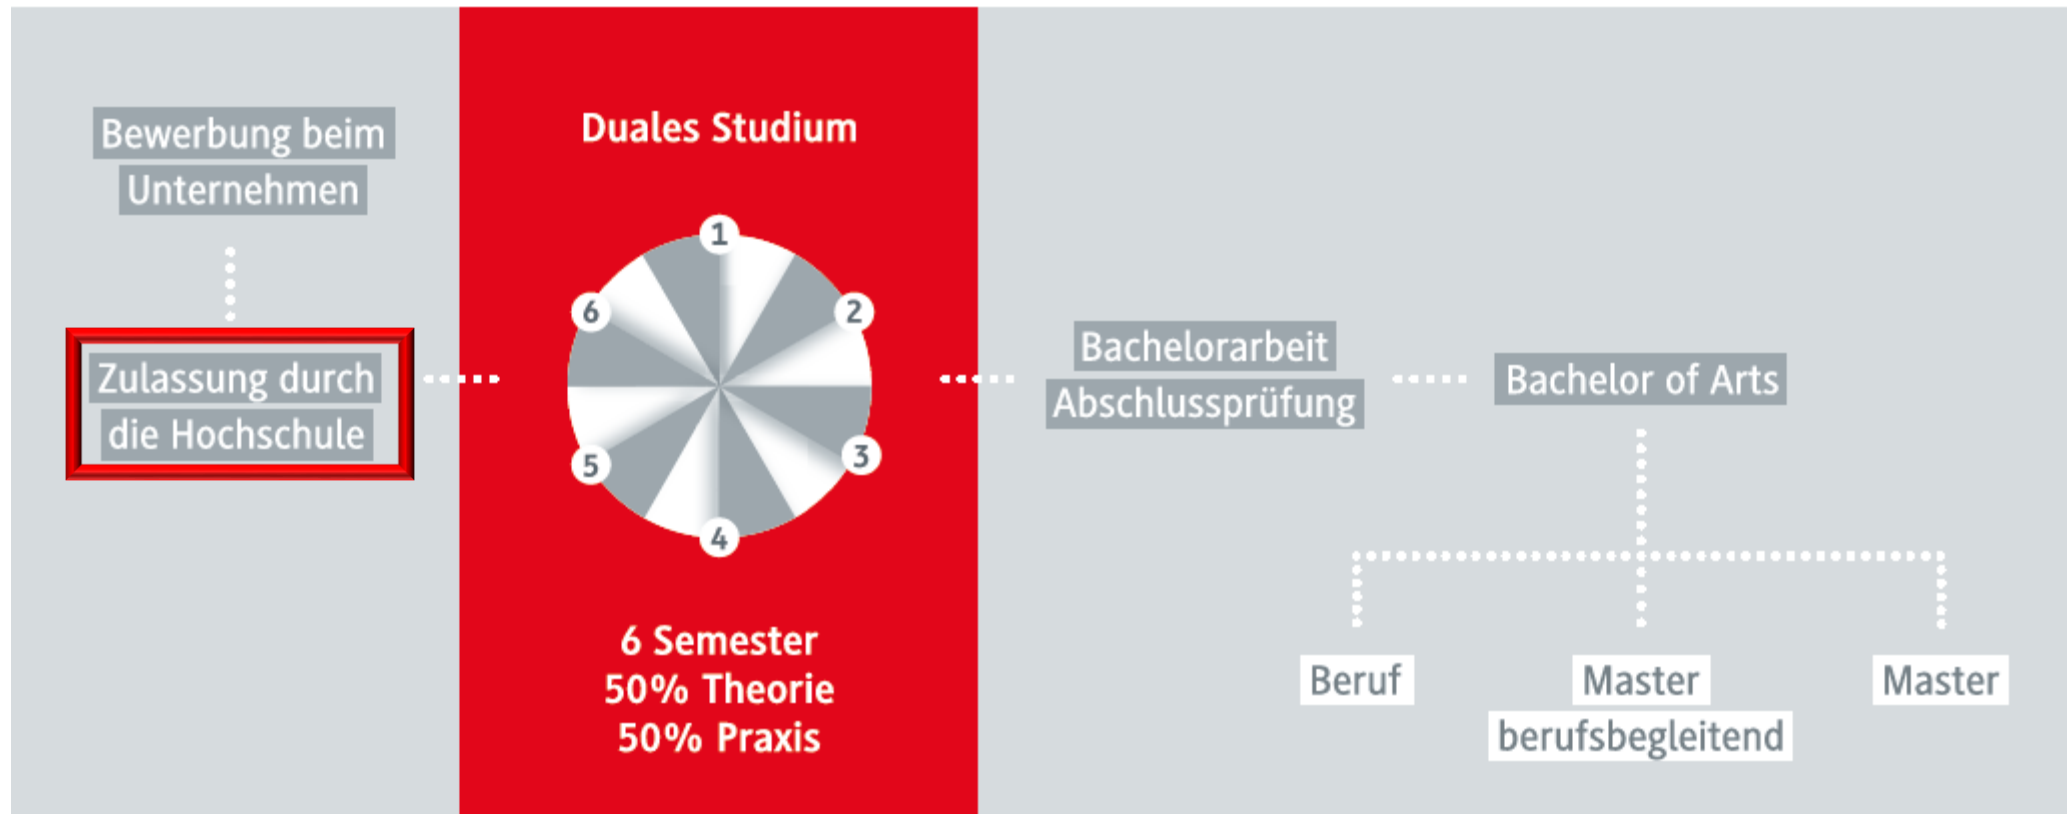 Bewerbung beim
Unternehmen
Zulassung durch
die Hochschule
Duales Studium
1
2
3
4
5
6
6 Semester
50% Theorie
50% Praxis
Bachelorarbeit
Abschlussprüfung
Bachelor of Arts
Beruf
Master
berufsbegleitend
Master